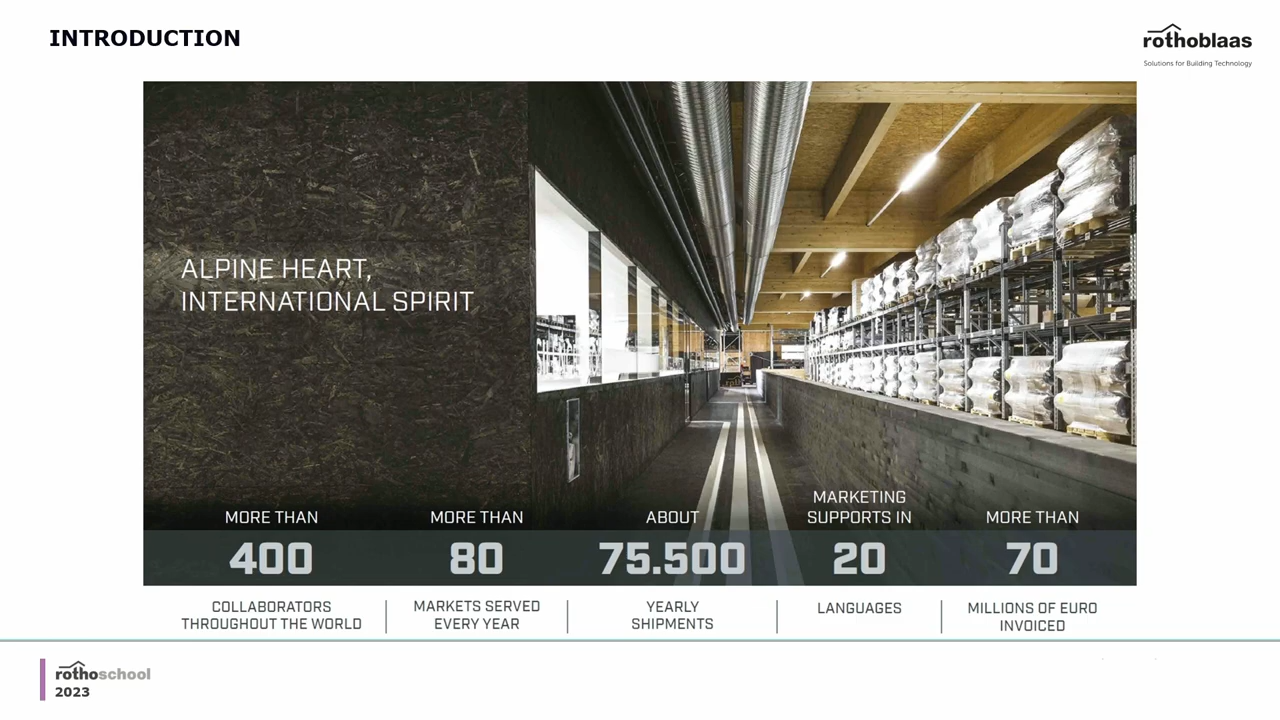 INTRODUCTION
rothoblaas
Solutions for Building Technology
ALPINE HEART,
INTERNATIONAL SPIRIT
MORE THAN
400
COLLABORATORS
THROUGHOUT THE WORLD
MORE THAN
80
MARKETS SERVED
EVERY YEAR
ABOUT
75.500
YEARLY
SHIPMENTS
MARKETING
SUPPORTS IN
20
LANGUAGES
MORE THAN
70
MILLIONS OF EURO
INVOICED
rothoschool
2023